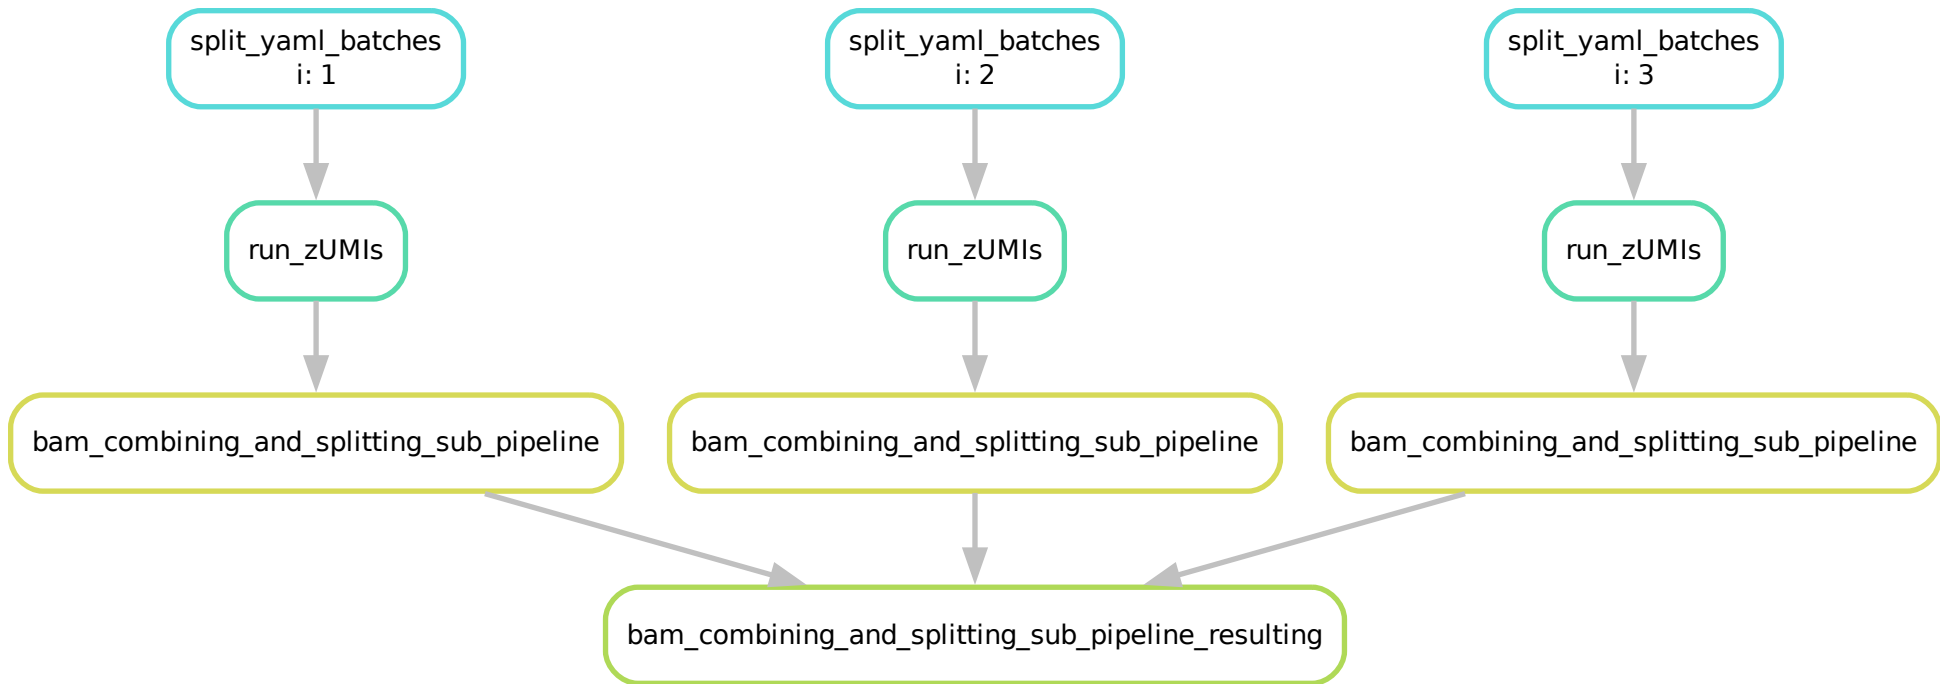 split_yaml_batches
i: 1
split_yaml_batches
i: 2
split_yaml_batches
i: 3
run_zUMIs
run_zUMIs
run_zUMIs
bam_combining_and_splitting_sub_pipeline
bam_combining_and_splitting_sub_pipeline
bam_combining_and_splitting_sub_pipeline
bam_combining_and_splitting_sub_pipeline_resulting